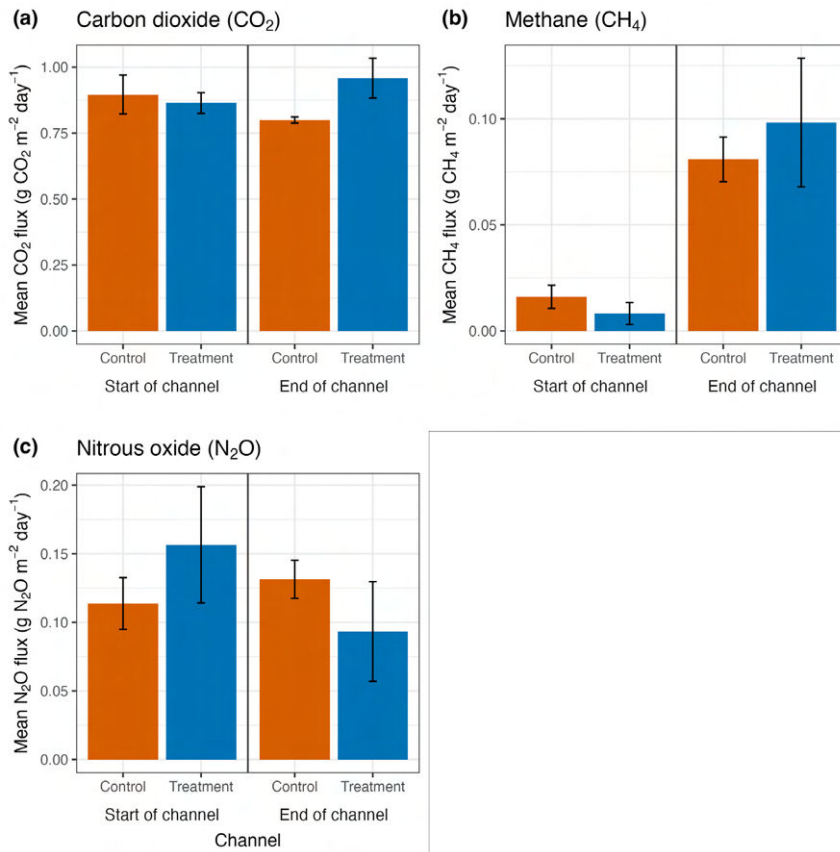 (a) Carbon dioxide (CO₂)
Mean CO₂ flux (g CO₂ m⁻² day⁻¹)
1.00
0.75
0.50
0.25
0.00
Control Treatment Control Treatment
Start of channel End of channel
(b) Methane (CH₄)
Mean CH₄ flux (g CH₄ m⁻² day⁻¹)
0.10
0.05
0.00
Control Treatment Control Treatment
Start of channel End of channel
(c) Nitrous oxide (N₂O)
Mean N₂O flux (g N₂O m⁻² day⁻¹)
0.20
0.15
0.10
0.05
0.00
Control Treatment Control Treatment
Start of channel End of channel
Channel